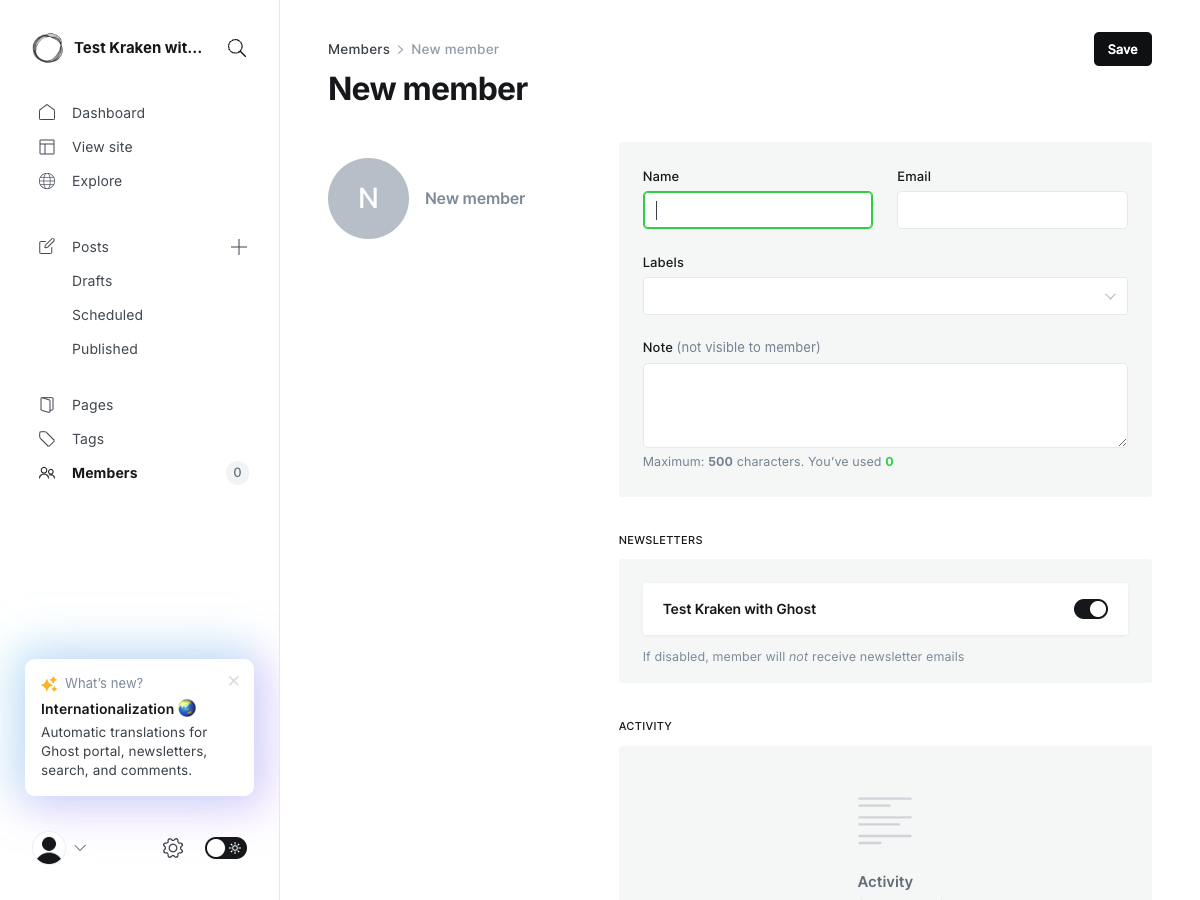 Test Kraken wit...
Dashboard
View site
Explore
Posts
Drafts
Scheduled
Published
Pages
Tags
Members
0
What's new?
Internationalization
Automatic translations for
Ghost portal, newsletters,
search, and comments.
Members
New member
Save
New member
N
New member
Name
Email
Labels
Note (not visible to member)
Maximum: 500 characters. You've used 0
NEWSLETTERS
Test Kraken with Ghost
If disabled, member will not receive newsletter emails
ACTIVITY
Activity